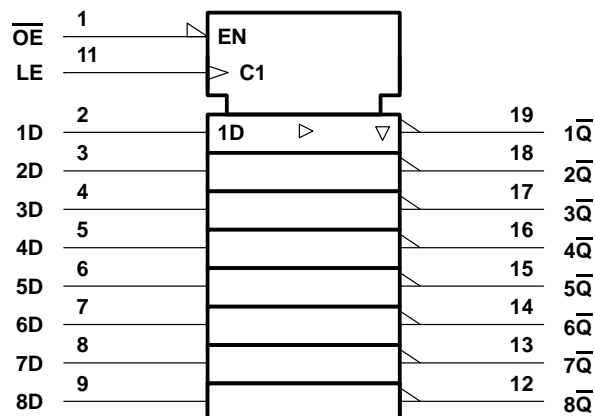 O̅E̅ 1 EN
LE 11 C1
1D 2 1D 19 1Q̅
2D 3 18 2Q̅
3D 4 17 3Q̅
4D 5 16 4Q̅
5D 6 15 5Q̅
6D 7 14 6Q̅
7D 8 13 7Q̅
8D 9 12 8Q̅